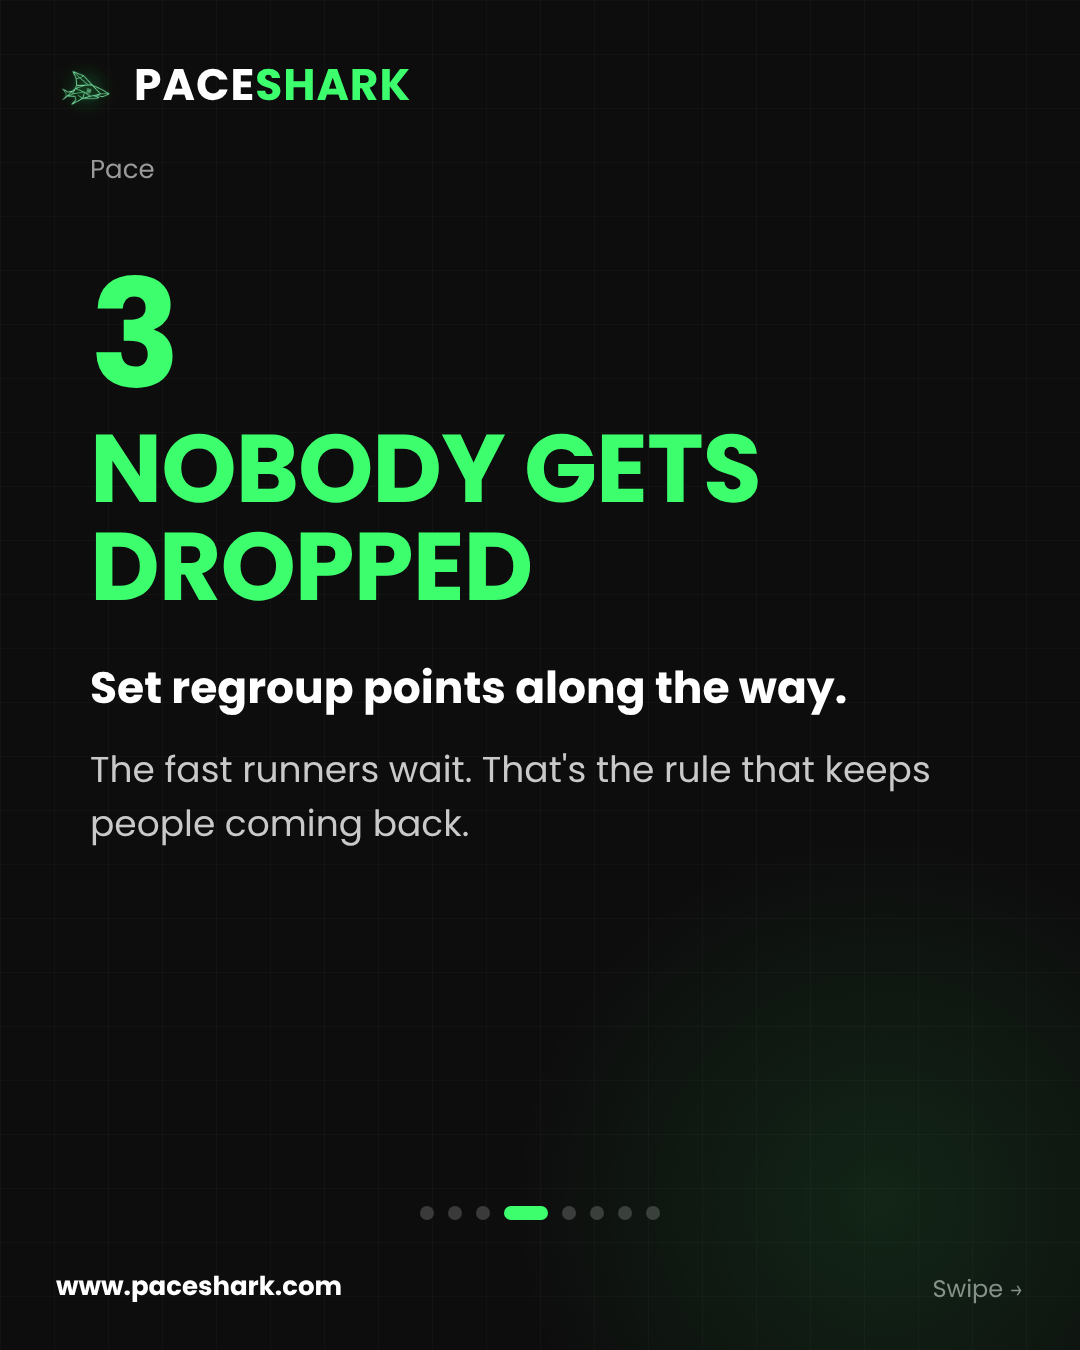 PACESHARK
Pace
3
NOBODY GETS
DROPPED
Set regroup points along the way.
The fast runners wait. That's the rule that keeps
people coming back.
www.paceshark.com
Swipe →